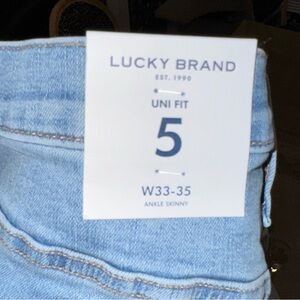 LUCKY BRAND
EST. 1990
UNI FIT
5
W33-35
ANKLE SKINNY